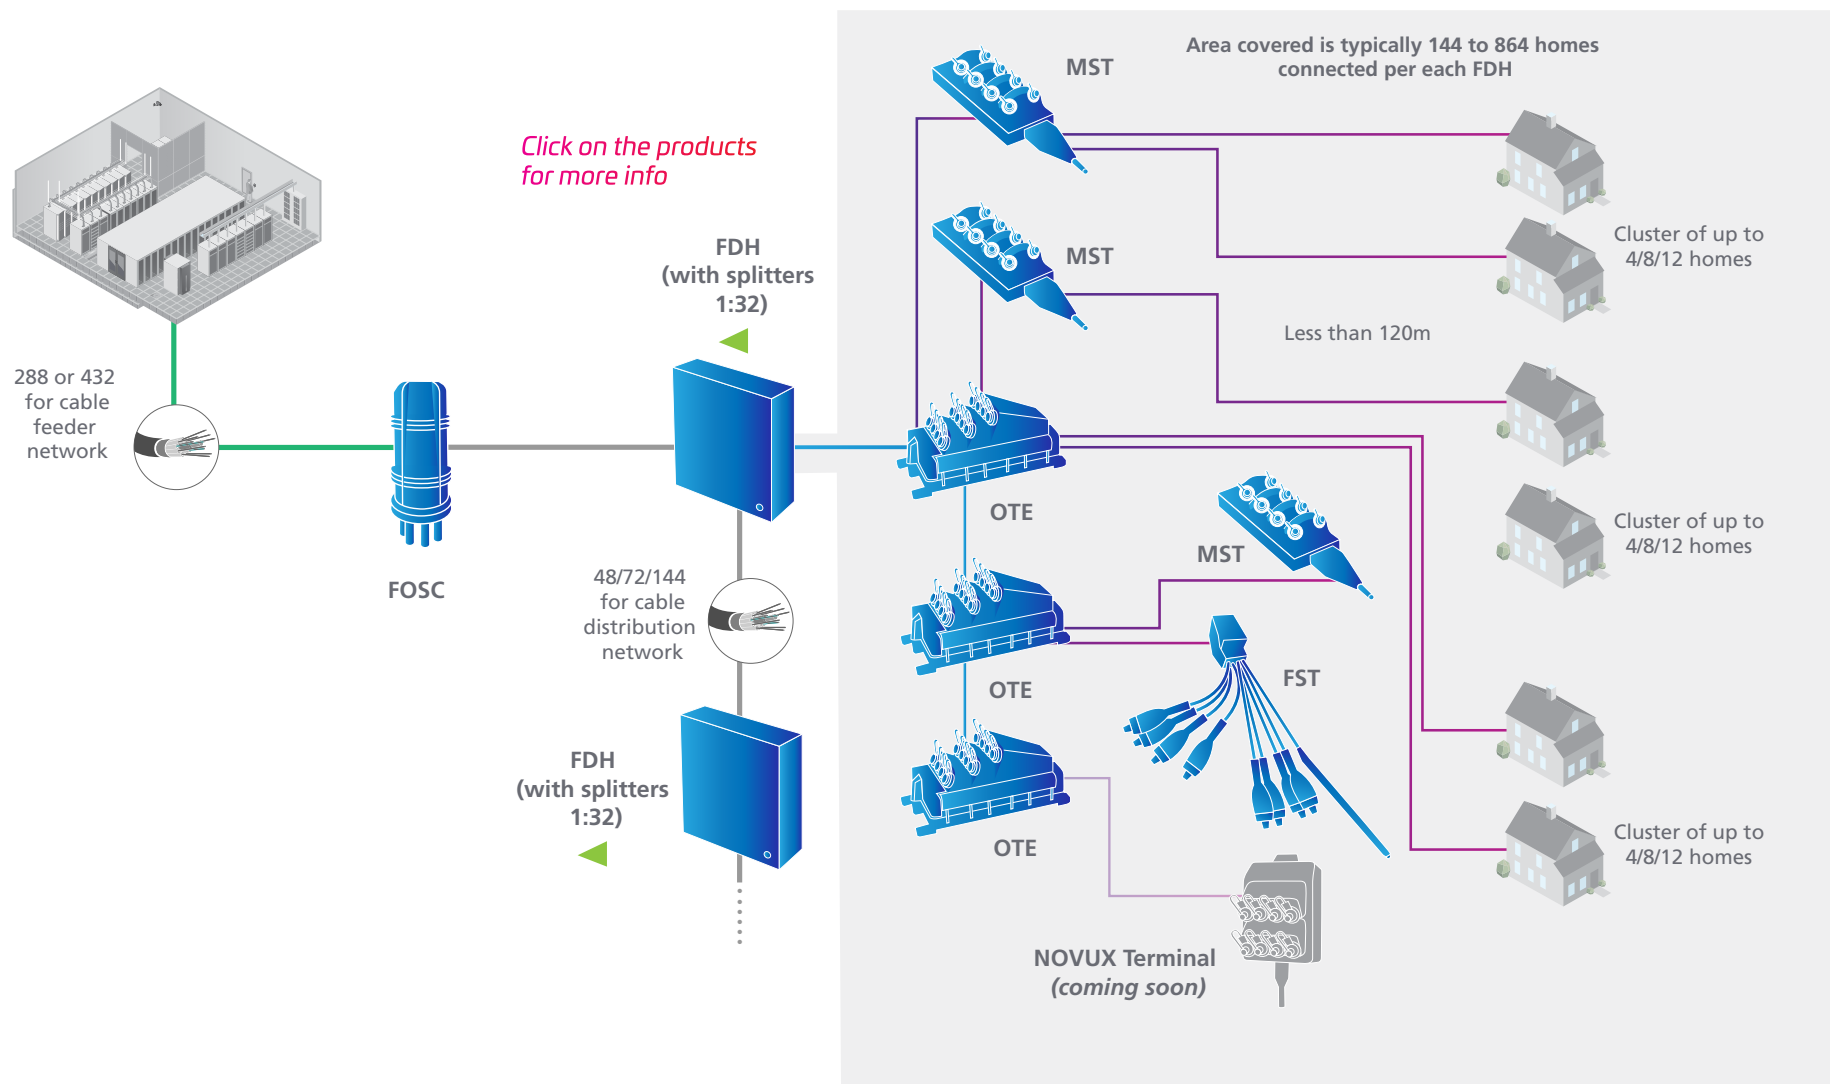 Area covered is typically 144 to 864 homes
connected per each FDH
MST
Click on the products
for more info
MST
FDH
(with splitters
1:32)
Cluster of up to
4/8/12 homes
Less than 120m
288 or 432
for cable
feeder
network
OTE
Cluster of up to
4/8/12 homes
MST
FOSC
48/72/144
for cable
distribution
network
OTE
FST
FDH
(with splitters
1:32)
OTE
Cluster of up to
4/8/12 homes
NOVUX Terminal
(coming soon)